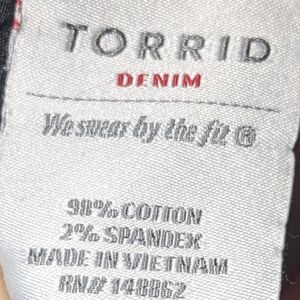 TORRID
DENIM
We swear by the fit ®
98% COTTON
2% SPANDEX
MADE IN VIETNAM
RN# 148862